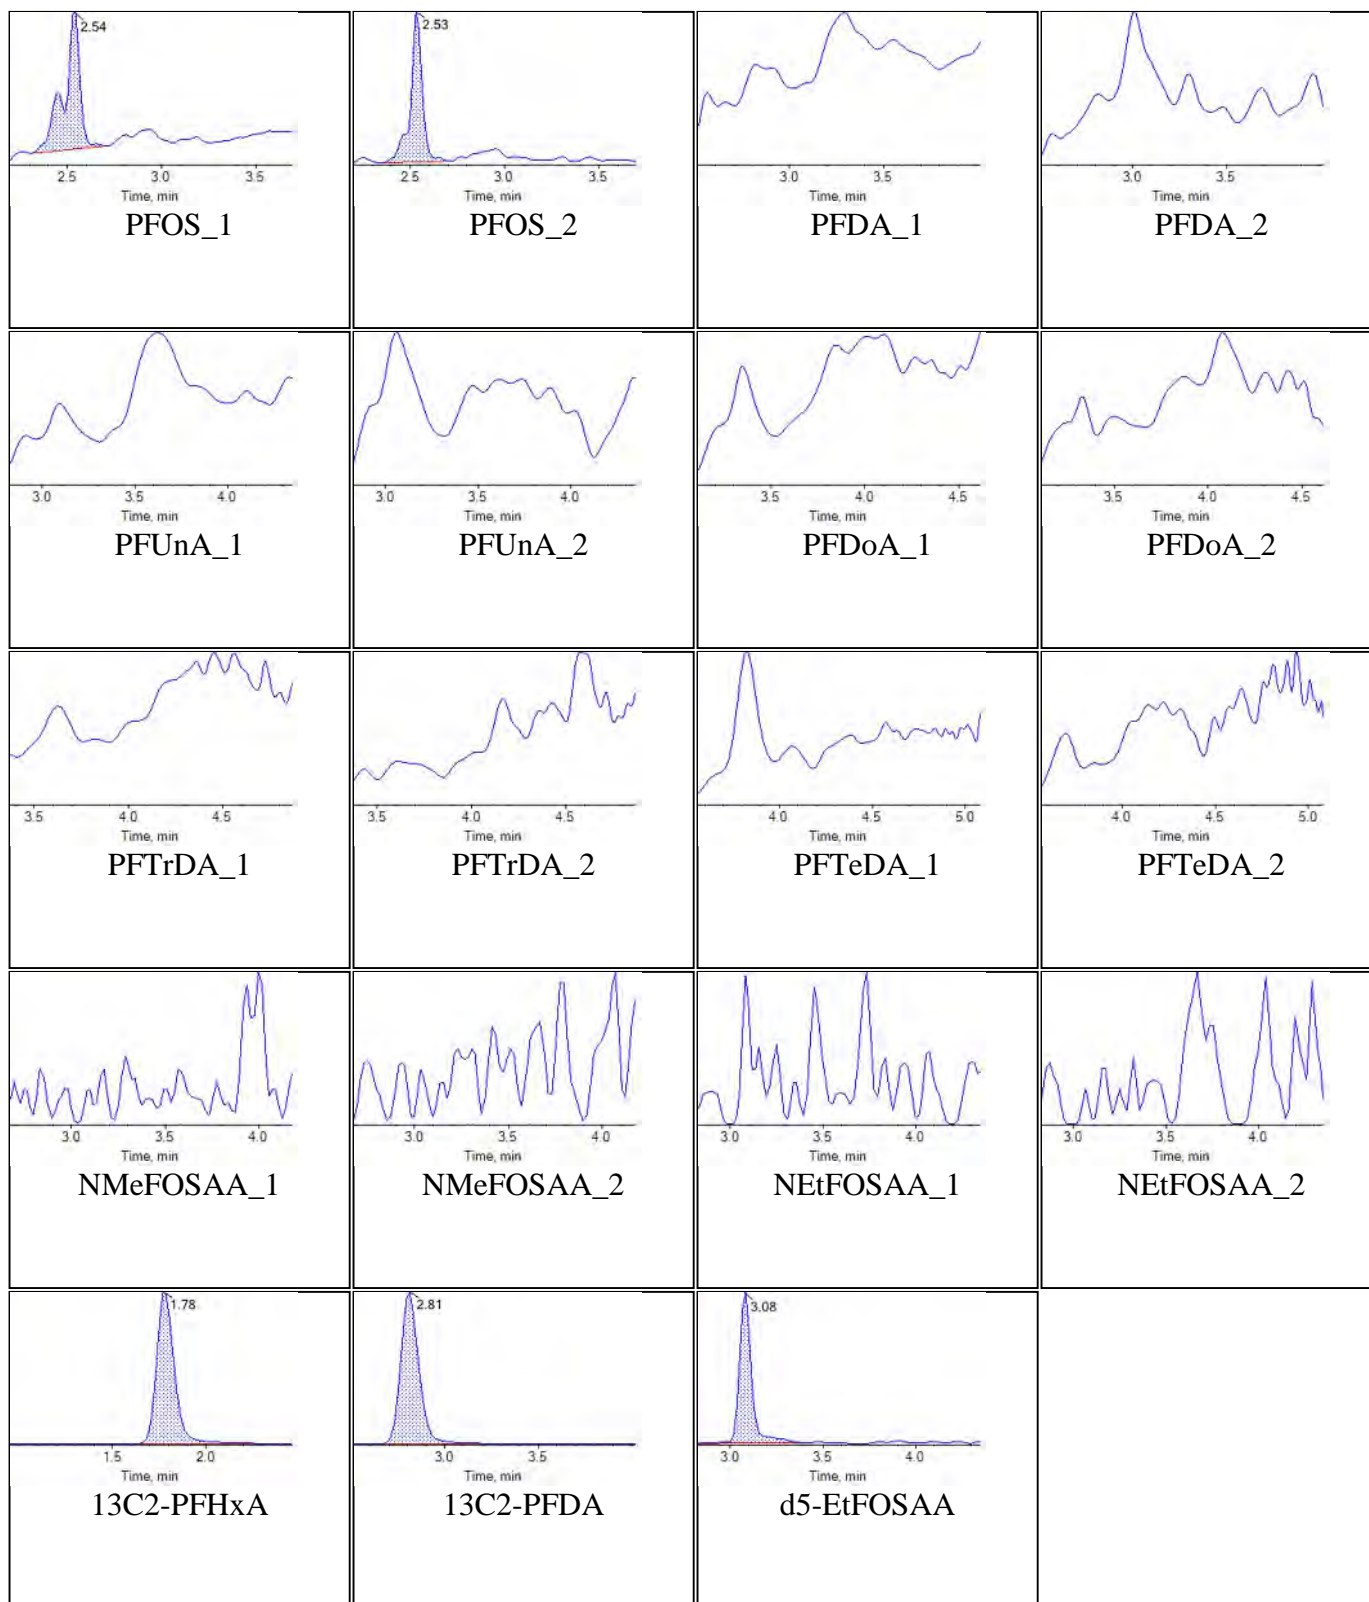 2.54
2.53
2.5 3.0 3.5
2.5 3.0 3.5
3.0 3.5
3.0 3.5
Time, min
Time, min
Time, min
Time, min
PFOS_1
PFOS_2
PFDA_1
PFDA_2
3.0 3.5 4.0
3.0 3.5 4.0
3.5 4.0 4.5
3.5 4.0 4.5
Time, min
Time, min
Time, min
Time, min
PFUnA_1
PFUnA_2
PFDoA_1
PFDoA_2
3.5 4.0 4.5
3.5 4.0 4.5
4.0 4.5 5.0
4.0 4.5 5.0
Time, min
Time, min
Time, min
Time, min
PFTrDA_1
PFTrDA_2
PFTeDA_1
PFTeDA_2
3.0 3.5 4.0
3.0 3.5 4.0
3.0 3.5 4.0
3.0 3.5 4.0
Time, min
Time, min
Time, min
Time, min
NMeFOSAA_1
NMeFOSAA_2
NEtFOSAA_1
NEtFOSAA_2
1.78
2.81
3.08
1.5 2.0
3.0 3.5
3.0 3.5 4.0
Time, min
Time, min
Time, min
13C2-PFHxA
13C2-PFDA
d5-EtFOSAA